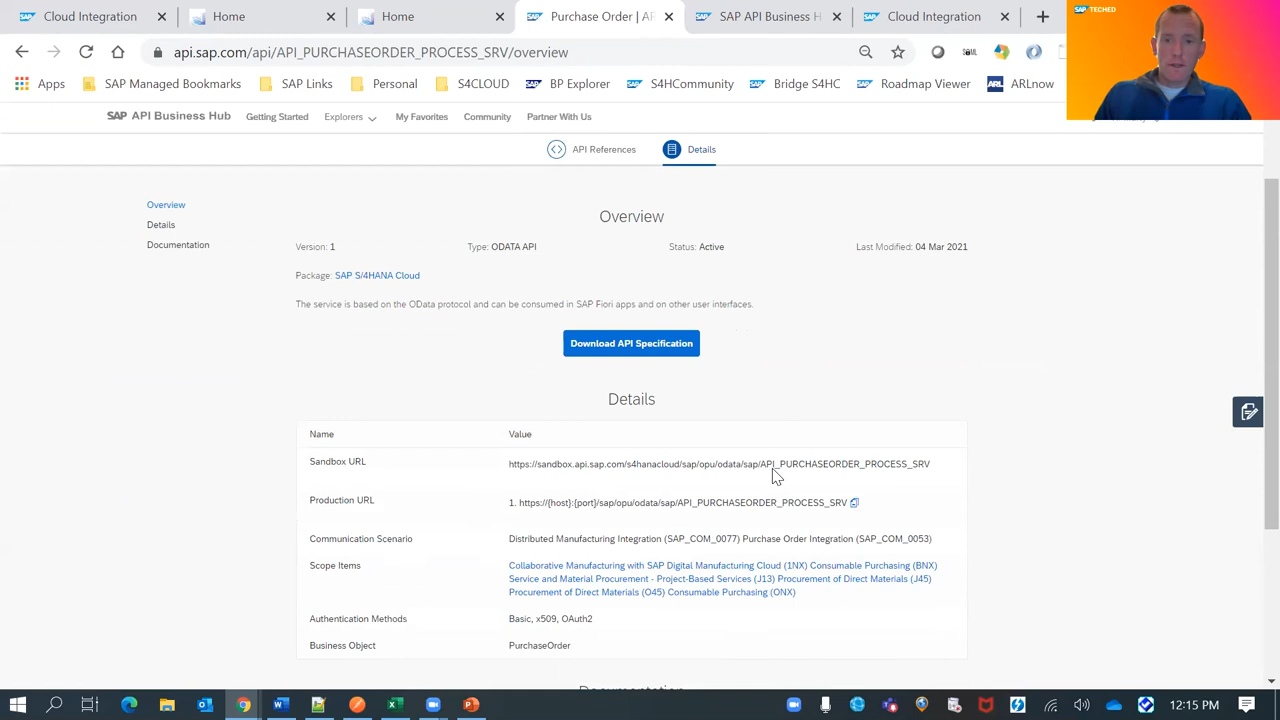 Cloud Integration
Home
Home
Purchase Order | AF
SAP API Business
Cloud Integration
SAP TECHED
api.sap.com/api/API_PURCHASEORDER_PROCESS_SRV/overview
SAML
Apps
SAP Managed Bookmarks
SAP Links
Personal
S4CLOUD
BP Explorer
S4HCommunity
Bridge S4HC
Roadmap Viewer
ARL
ARLnow
SAP API Business Hub
Getting Started
Explorers
My Favorites
Community
Partner With Us
API References
Details
Overview
Details
Documentation
Overview
Version: 1
Type: ODATA API
Status: Active
Last Modified: 04 Mar 2021
Package: SAP S/4HANA Cloud
The service is based on the OData protocol and can be consumed in SAP Fiori apps and on other user interfaces.
Download API Specification
Details
Name
Value
Sandbox URL
https://sandbox.api.sap.com/s4hanacloud/sap/opu/odata/sap/API_PURCHASEORDER_PROCESS_SRV
Production URL
1. https://{host}:{port}/sap/opu/odata/sap/API_PURCHASEORDER_PROCESS_SRV
Communication Scenario
Distributed Manufacturing Integration (SAP_COM_0077) Purchase Order Integration (SAP_COM_0053)
Scope Items
Collaborative Manufacturing with SAP Digital Manufacturing Cloud (1NX) Consumable Purchasing (BNX)
Service and Material Procurement - Project-Based Services (J13) Procurement of Direct Materials (J45)
Procurement of Direct Materials (O45) Consumable Purchasing (ONX)
Authentication Methods
Basic, x509, OAuth2
Business Object
PurchaseOrder
Documentation
12:15 PM